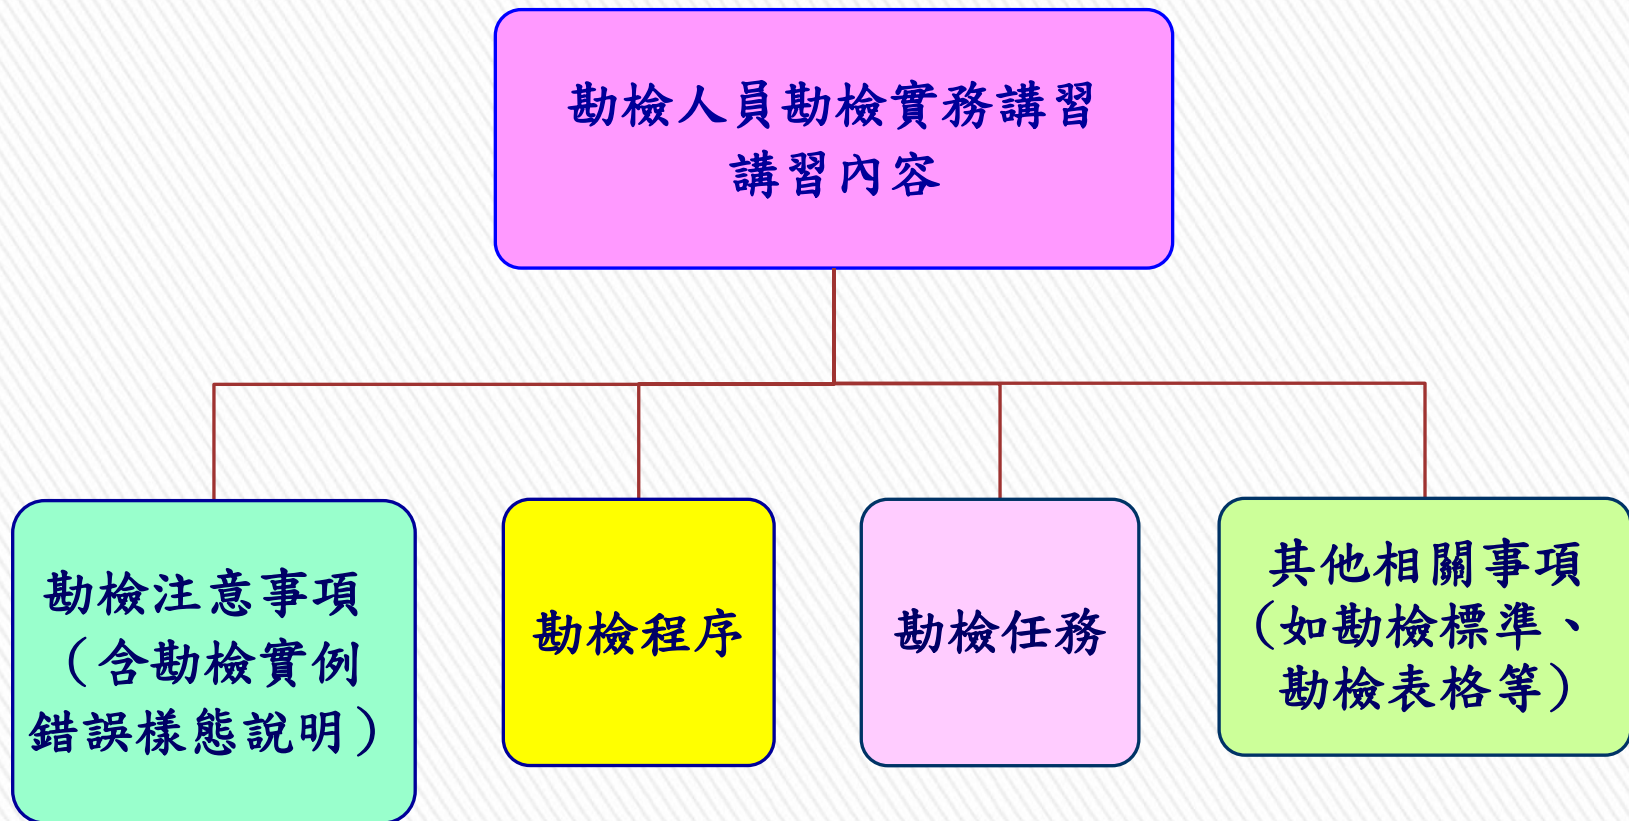 勘檢人員勘檢實務講習
講習內容
勘檢注意事項
（含勘檢實例
錯誤樣態說明）
勘檢程序
勘檢任務
其他相關事項
（如勘檢標準、
勘檢表格等）